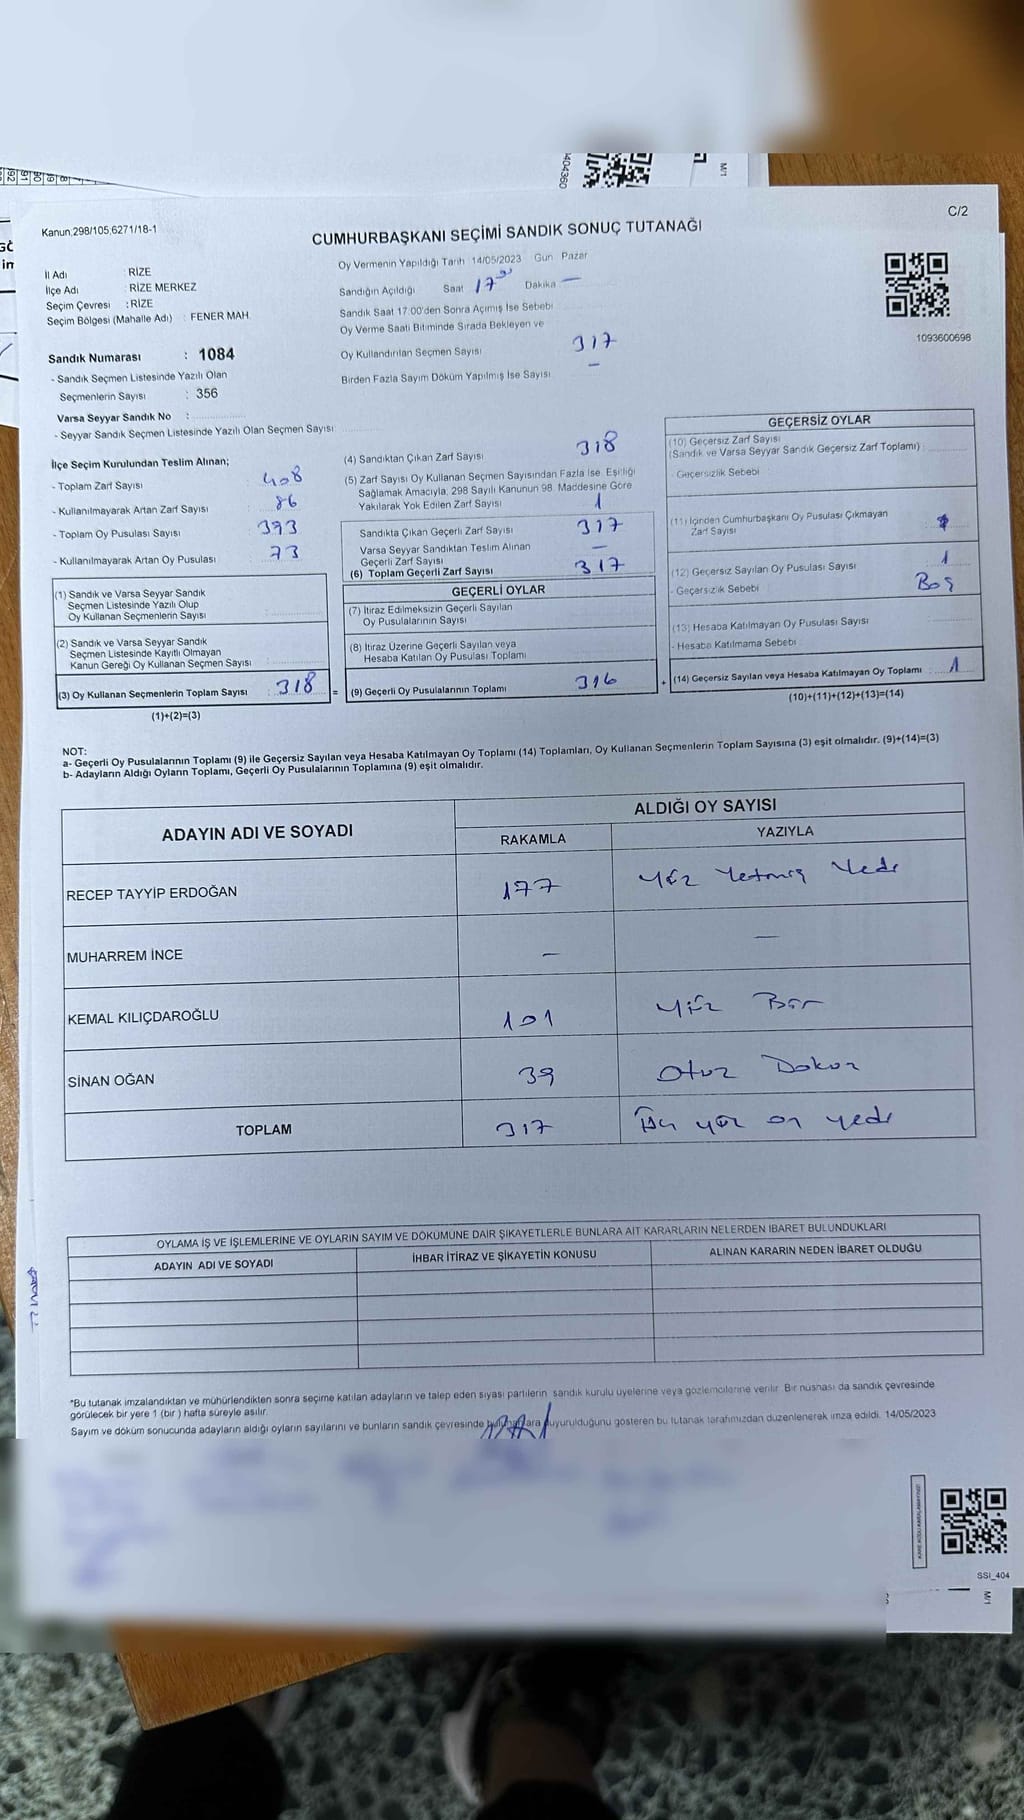 C/2
Kanun;298/105;6271/18-1
CUMHURBAŞKANI SEÇİMİ SANDIK SONUÇ TUTANAĞI
İl Adı : RİZE
İlçe Adı : RİZE MERKEZ
Seçim Çevresi : RİZE
Seçim Bölgesi (Mahalle Adı) : FENER MAH.
Sandık Numarası : 1084
- Sandık Seçmen Listesinde Yazılı Olan
Seçmenlerin Sayısı : 356
Varsa Seyyar Sandık No :
- Seyyar Sandık Seçmen Listesinde Yazılı Olan Seçmen Sayısı :
Oy Vermenin Yapıldığı Tarih 14/05/2023 Gün Pazar
Sandığın Açıldığı Saat 17 Dakika —
Sandık Saat 17:00'den Sonra Açımış İse Sebebi
Oy Verme Saati Bitiminde Sırada Bekleyen ve
Oy Kullandırılan Seçmen Sayısı 317
Birden Fazla Sayım Döküm Yapılmış İse Sayısı —
1093600698
İlçe Seçim Kurulundan Teslim Alınan;
- Toplam Zarf Sayısı : 408
- Kullanılmayarak Artan Zarf Sayısı : 86
- Toplam Oy Pusulası Sayısı : 393
- Kullanılmayarak Artan Oy Pusulası : 73
(1) Sandık ve Varsa Seyyar Sandık
Seçmen Listesinde Yazılı Olup
Oy Kullanan Seçmenlerin Sayısı :
(2) Sandık ve Varsa Seyyar Sandık
Seçmen Listesinde Kayıtlı Olmayan
Kanun Gereği Oy Kullanan Seçmen Sayısı :
(3) Oy Kullanan Seçmenlerin Toplam Sayısı : 318
(1)+(2)=(3)
(4) Sandıktan Çıkan Zarf Sayısı 318
(5) Zarf Sayısı Oy Kullanan Seçmen Sayısından Fazla İse, Eşitliği
Sağlamak Amacıyla, 298 Sayılı Kanunun 98. Maddesine Göre
Yakılarak Yok Edilen Zarf Sayısı 1
Sandıkta Çıkan Geçerli Zarf Sayısı 317
Varsa Seyyar Sandıktan Teslim Alınan
Geçerli Zarf Sayısı —
(6) Toplam Geçerli Zarf Sayısı 317
GEÇERLİ OYLAR
(7) İtiraz Edilmeksizin Geçerli Sayılan
Oy Pusulalarının Sayısı
(8) İtiraz Üzerine Geçerli Sayılan veya
Hesaba Katılan Oy Pusulası Toplamı
= (9) Geçerli Oy Pusulalarının Toplamı 316
GEÇERSİZ OYLAR
(10) Geçersiz Zarf Sayısı
(Sandık ve Varsa Seyyar Sandık Geçersiz Zarf Toplamı) :
- Geçersizlik Sebebi :
(11) İçinden Cumhurbaşkanı Oy Pusulası Çıkmayan
Zarf Sayısı :
(12) Geçersiz Sayılan Oy Pusulası Sayısı : 1
- Geçersizlik Sebebi : Boş
(13) Hesaba Katılmayan Oy Pusulası Sayısı :
- Hesaba Katılmama Sebebi :
+ (14) Geçersiz Sayılan veya Hesaba Katılmayan Oy Toplamı : 1
(10)+(11)+(12)+(13)=(14)
NOT:
a- Geçerli Oy Pusulalarının Toplamı (9) ile Geçersiz Sayılan veya Hesaba Katılmayan Oy Toplamı (14) Toplamları, Oy Kullanan Seçmenlerin Toplam Sayısına (3) eşit olmalıdır. (9)+(14)=(3)
b- Adayların Aldığı Oyların Toplamı, Geçerli Oy Pusulalarının Toplamına (9) eşit olmalıdır.
ADAYIN ADI VE SOYADI ALDIĞI OY SAYISI
RAKAMLA YAZIYLA
RECEP TAYYİP ERDOĞAN 177 Yüz Yetmiş Yedi
MUHARREM İNCE — —
KEMAL KILIÇDAROĞLU 101 Yüz Bir
SİNAN OĞAN 39 Otuz Dokuz
TOPLAM 317 Üç yüz on yedi
OYLAMA İŞ VE İŞLEMLERİNE VE OYLARIN SAYIM VE DÖKÜMÜNE DAİR ŞİKAYETLERLE BUNLARA AİT KARARLARIN NELERDEN İBARET BULUNDUKLARI
ADAYIN ADI VE SOYADI İHBAR İTİRAZ VE ŞİKAYETİN KONUSU ALINAN KARARIN NEDEN İBARET OLDUĞU
*Bu tutanak imzalandıktan ve mühürlendikten sonra seçime katılan adayların ve talep eden siyasi partilerin sandık kurulu üyelerine veya gözlemcilerine verilir. Bir nüshası da sandık çevresinde
görülecek bir yere 1 (bir ) hafta süreyle asılır.
Sayım ve döküm sonucunda adayların aldığı oyların sayılarını ve bunların sandık çevresinde duyurulduğunu gösteren bu tutanak tarafımızdan düzenlenerek imza edildi. 14/05/2023
SSİ_404
M/1
M/1
404360